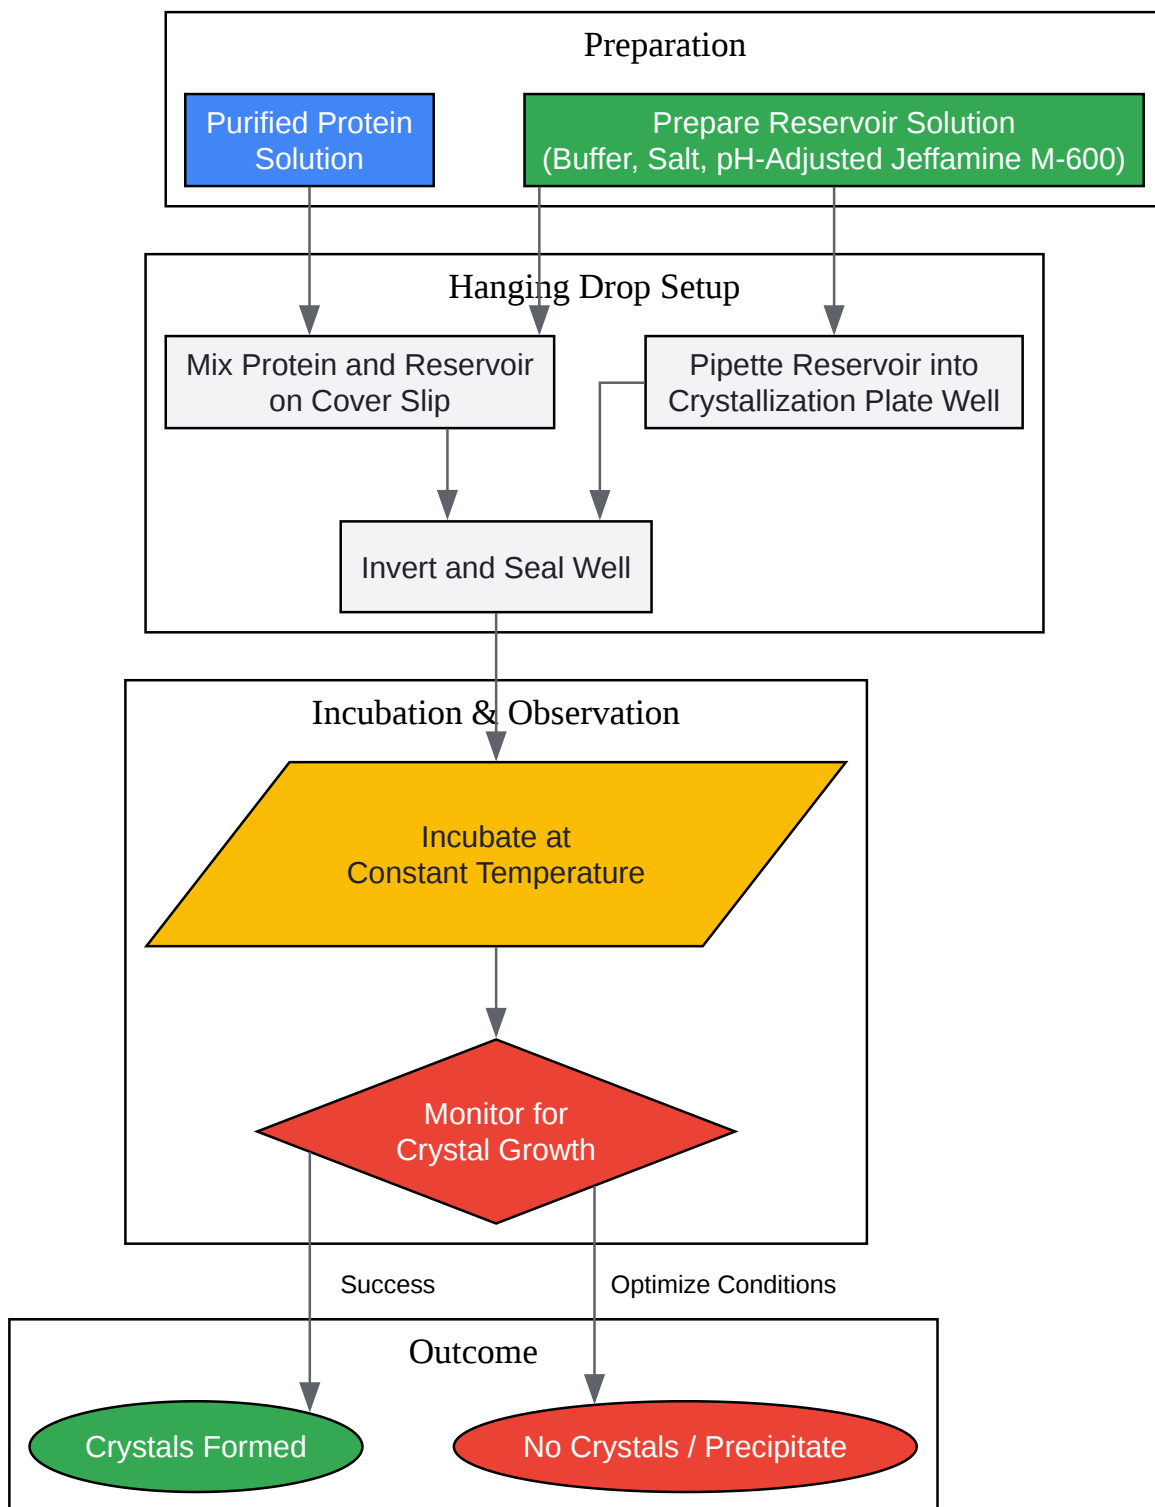 Preparation
Purified Protein
Solution
Prepare Reservoir Solution
(Buffer, Salt, pH-Adjusted Jeffamine M-600)
Hanging Drop Setup
Mix Protein and Reservoir
on Cover Slip
Pipette Reservoir into
Crystallization Plate Well
Invert and Seal Well
Incubation & Observation
Incubate at
Constant Temperature
Monitor for
Crystal Growth
Success
Optimize Conditions
Outcome
Crystals Formed
No Crystals / Precipitate